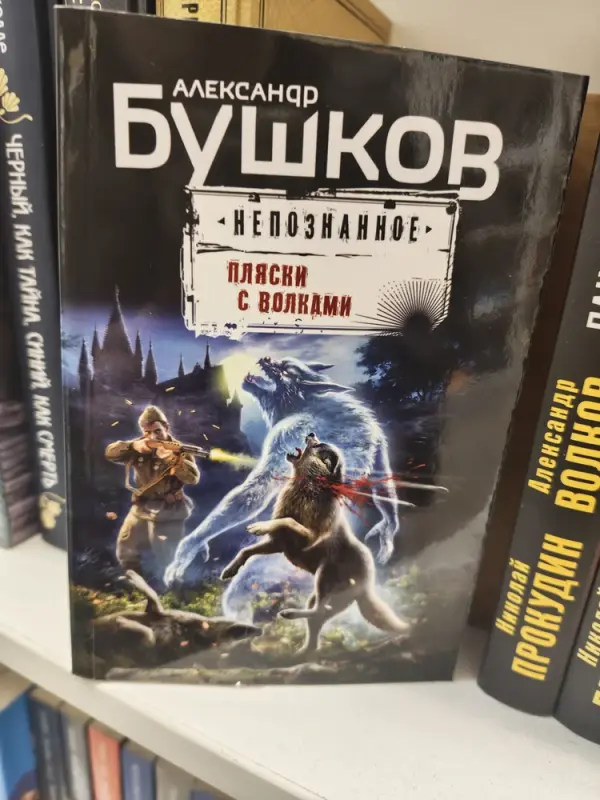 АЛЕКСАНДР
БУШКОВ
НЕПОЗНАННОЕ
ПЛЯСКИ
С ВОЛКАМИ
ЧЕРНЫЙ, КАК ТАЙНА, СИНИЙ, КАК СМЕРТЬ
Николай
ПРОКУДИН
Александр
ВОЛКОВ